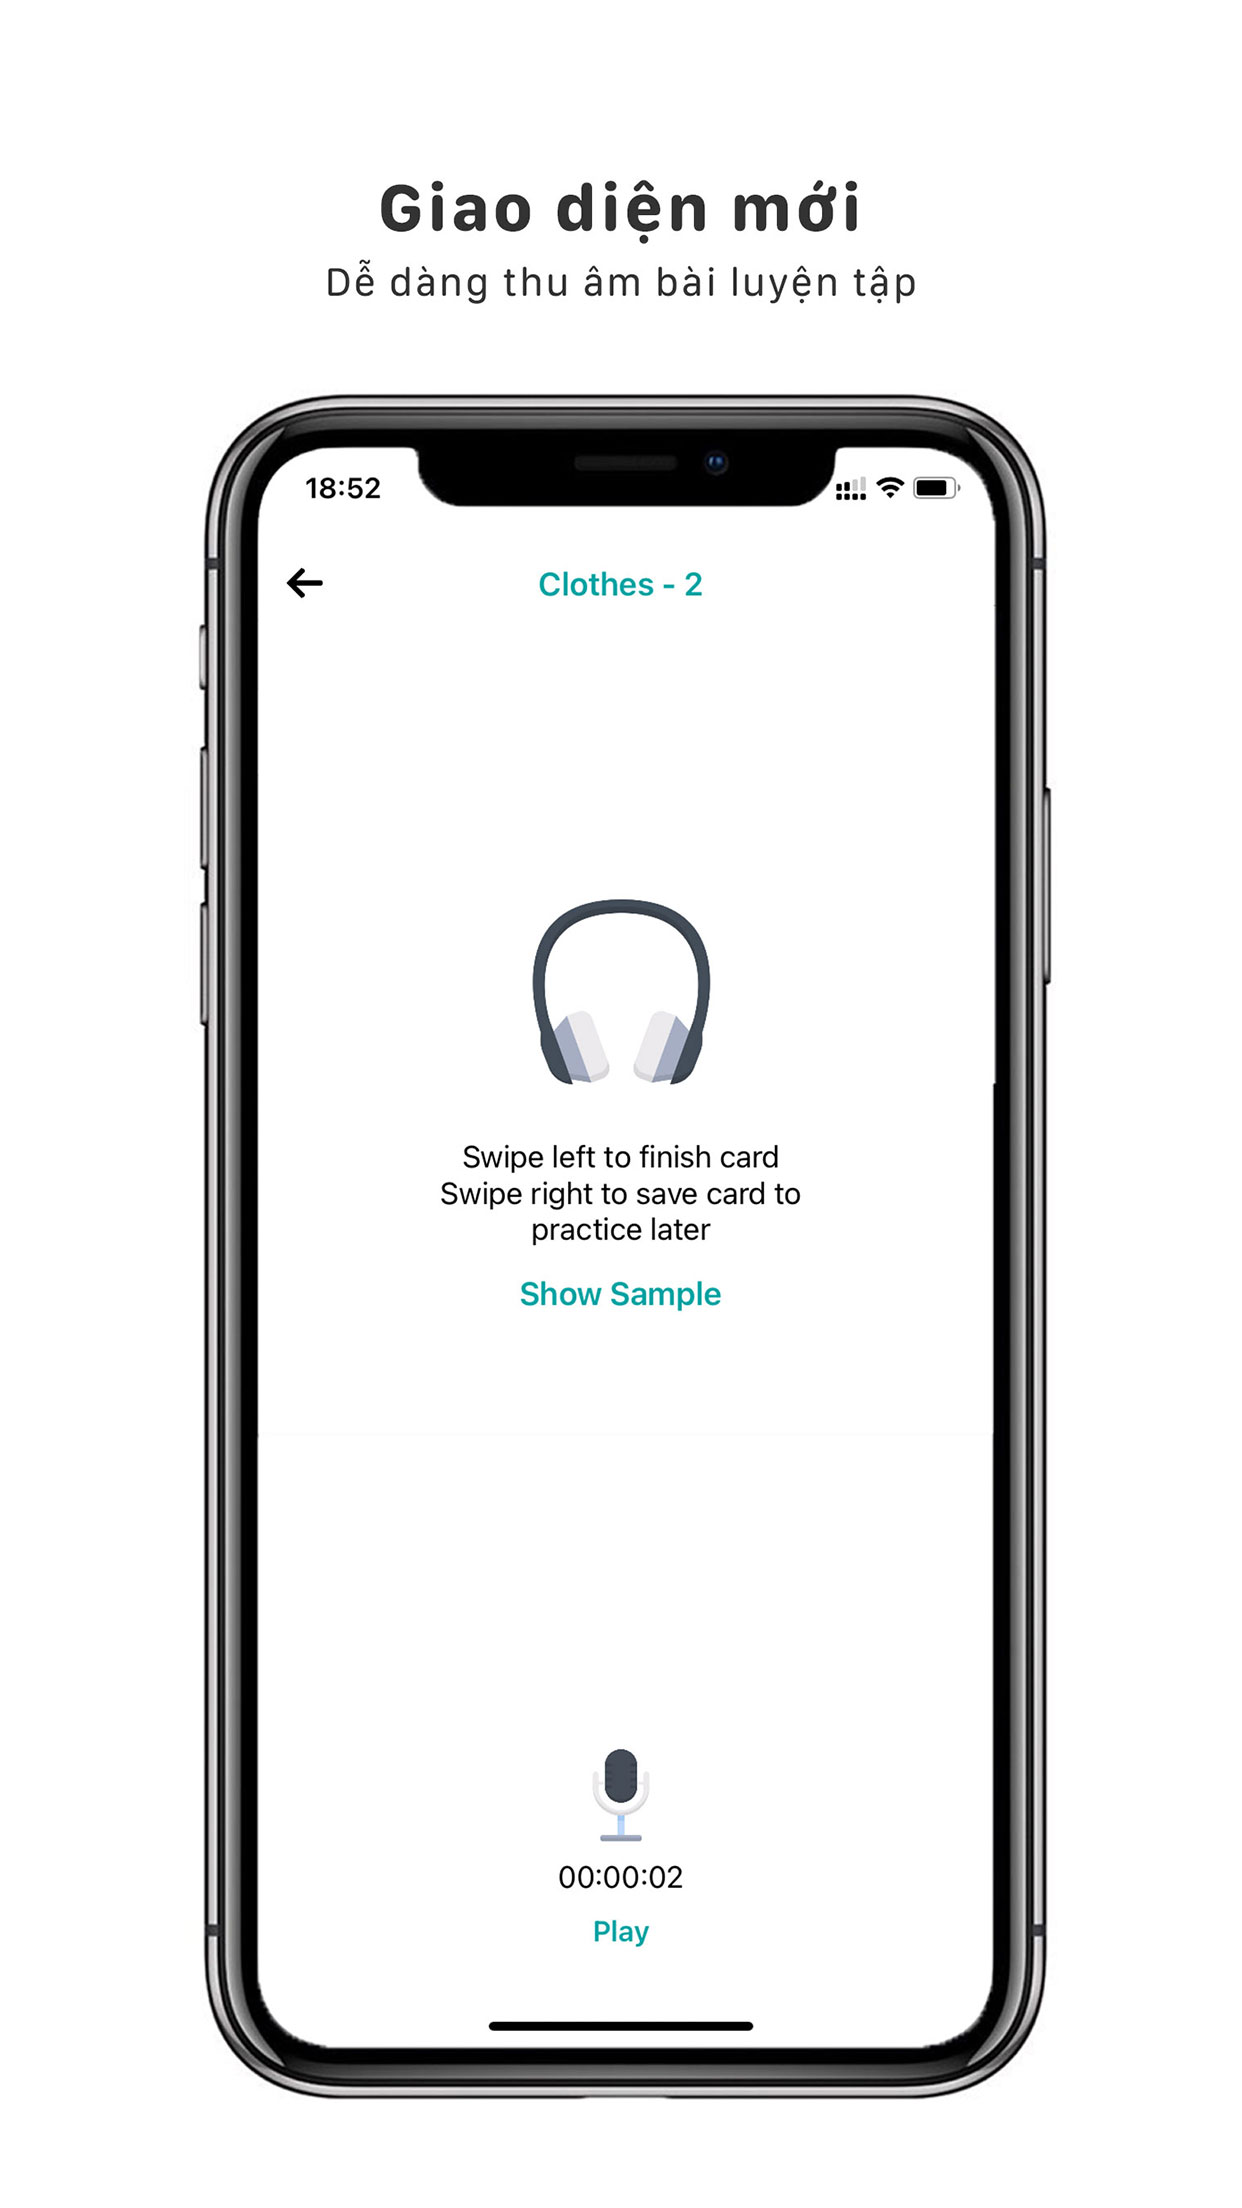 Giao diện mới
Dễ dàng thu âm bài luyện tập
18:52
Clothes - 2
Swipe left to finish card
Swipe right to save card to
practice later
Show Sample
00:00:02
Play